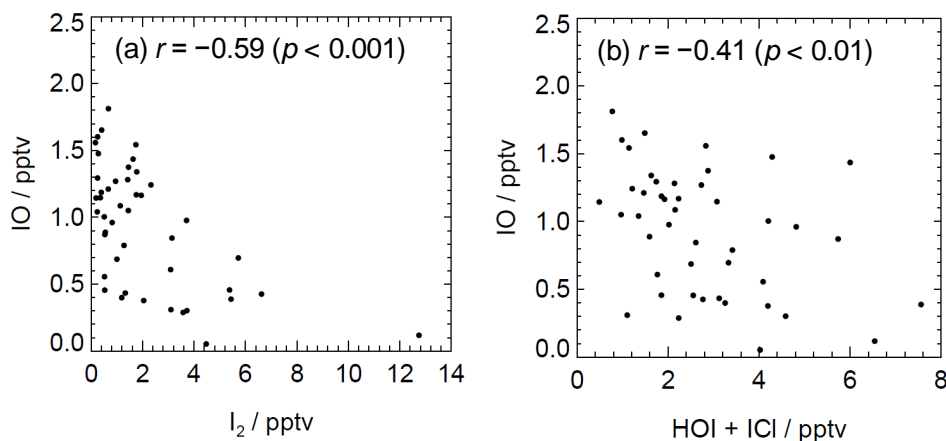 (a) r = −0.59 (p < 0.001)
IO / pptv
2.5
2.0
1.5
1.0
0.5
0.0
0 2 4 6 8 10 12 14
I₂ / pptv
(b) r = −0.41 (p < 0.01)
IO / pptv
2.5
2.0
1.5
1.0
0.5
0.0
0 2 4 6 8
HOI + ICl / pptv